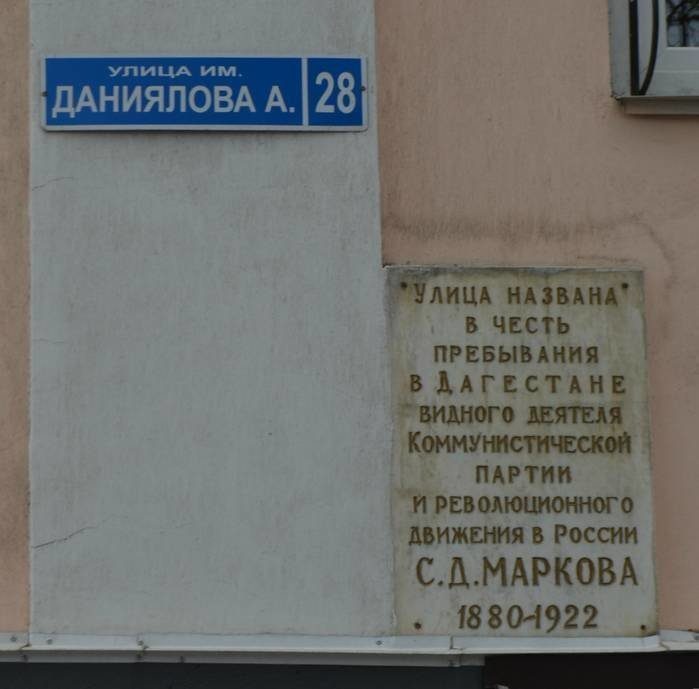 УЛИЦА ИМ.
ДАНИЯЛОВА А. 28
УЛИЦА НАЗВАНА
В ЧЕСТЬ
ПРЕБЫВАНИЯ
В ДАГЕСТАНЕ
ВИДНОГО ДЕЯТЕЛЯ
КОММУНИСТИЧЕСКОЙ
ПАРТИИ
И РЕВОЛЮЦИОННОГО
ДВИЖЕНИЯ В РОССИИ
С.Д.МАРКОВА
1880-1922